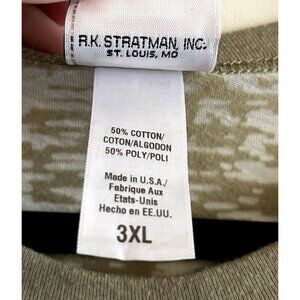 R.K. STRATMAN, INC.
ST. LOUIS, MO
50% COTTON/
COTON/ALGODON
50% POLY/POLI
Made in U.S.A./
Fabrique Aux
Etats-Unis
Hecho en EE.UU.
3XL